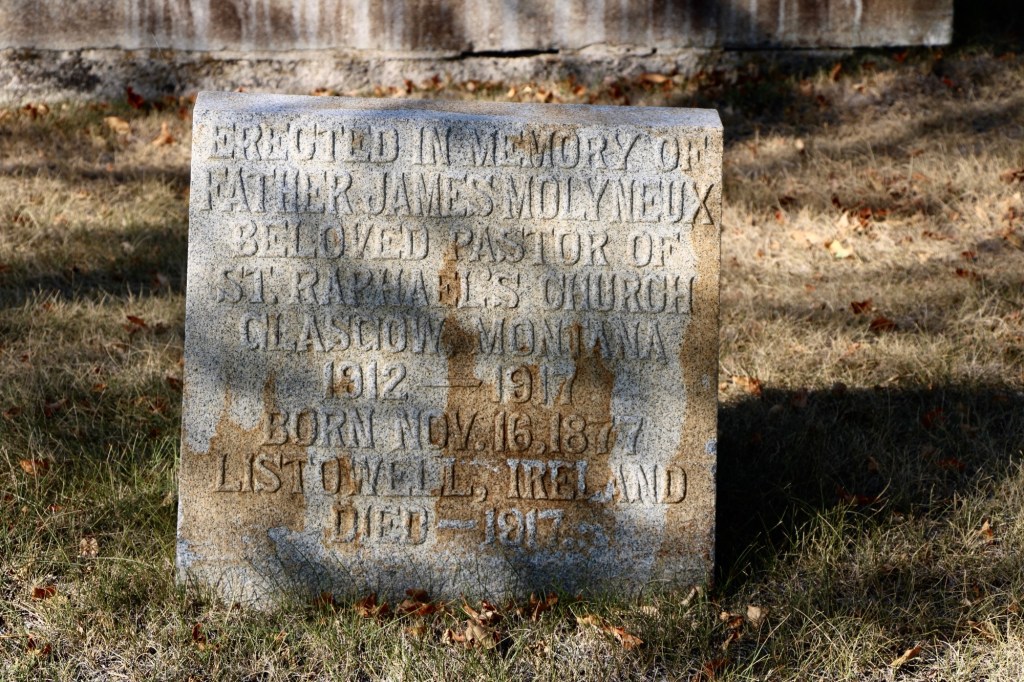 ERECTED IN MEMORY OF
FATHER JAMES MOLYNEUX
BELOVED PASTOR OF
ST. RAPHAEL'S CHURCH
GLASGOW, MONTANA
1912 — 1917
BORN NOV. 16, 1877
LISTOWELL, IRELAND
DIED — 1917.